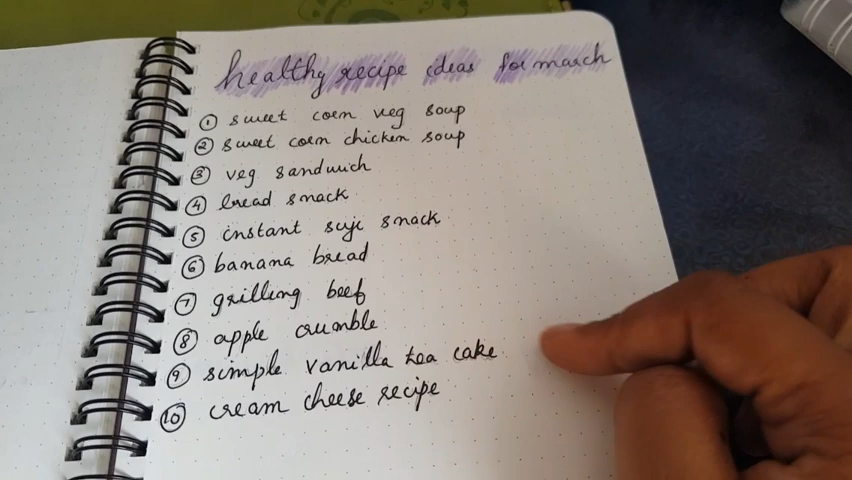 healthy recipe ideas for march
① sweet corn veg soup
② sweet corn chicken soup
③ veg sandwich
④ bread snack
⑤ instant suji snack
⑥ banana bread
⑦ grilling beef
⑧ apple crumble
⑨ simple vanilla tea cake
⑩ cream cheese recipe